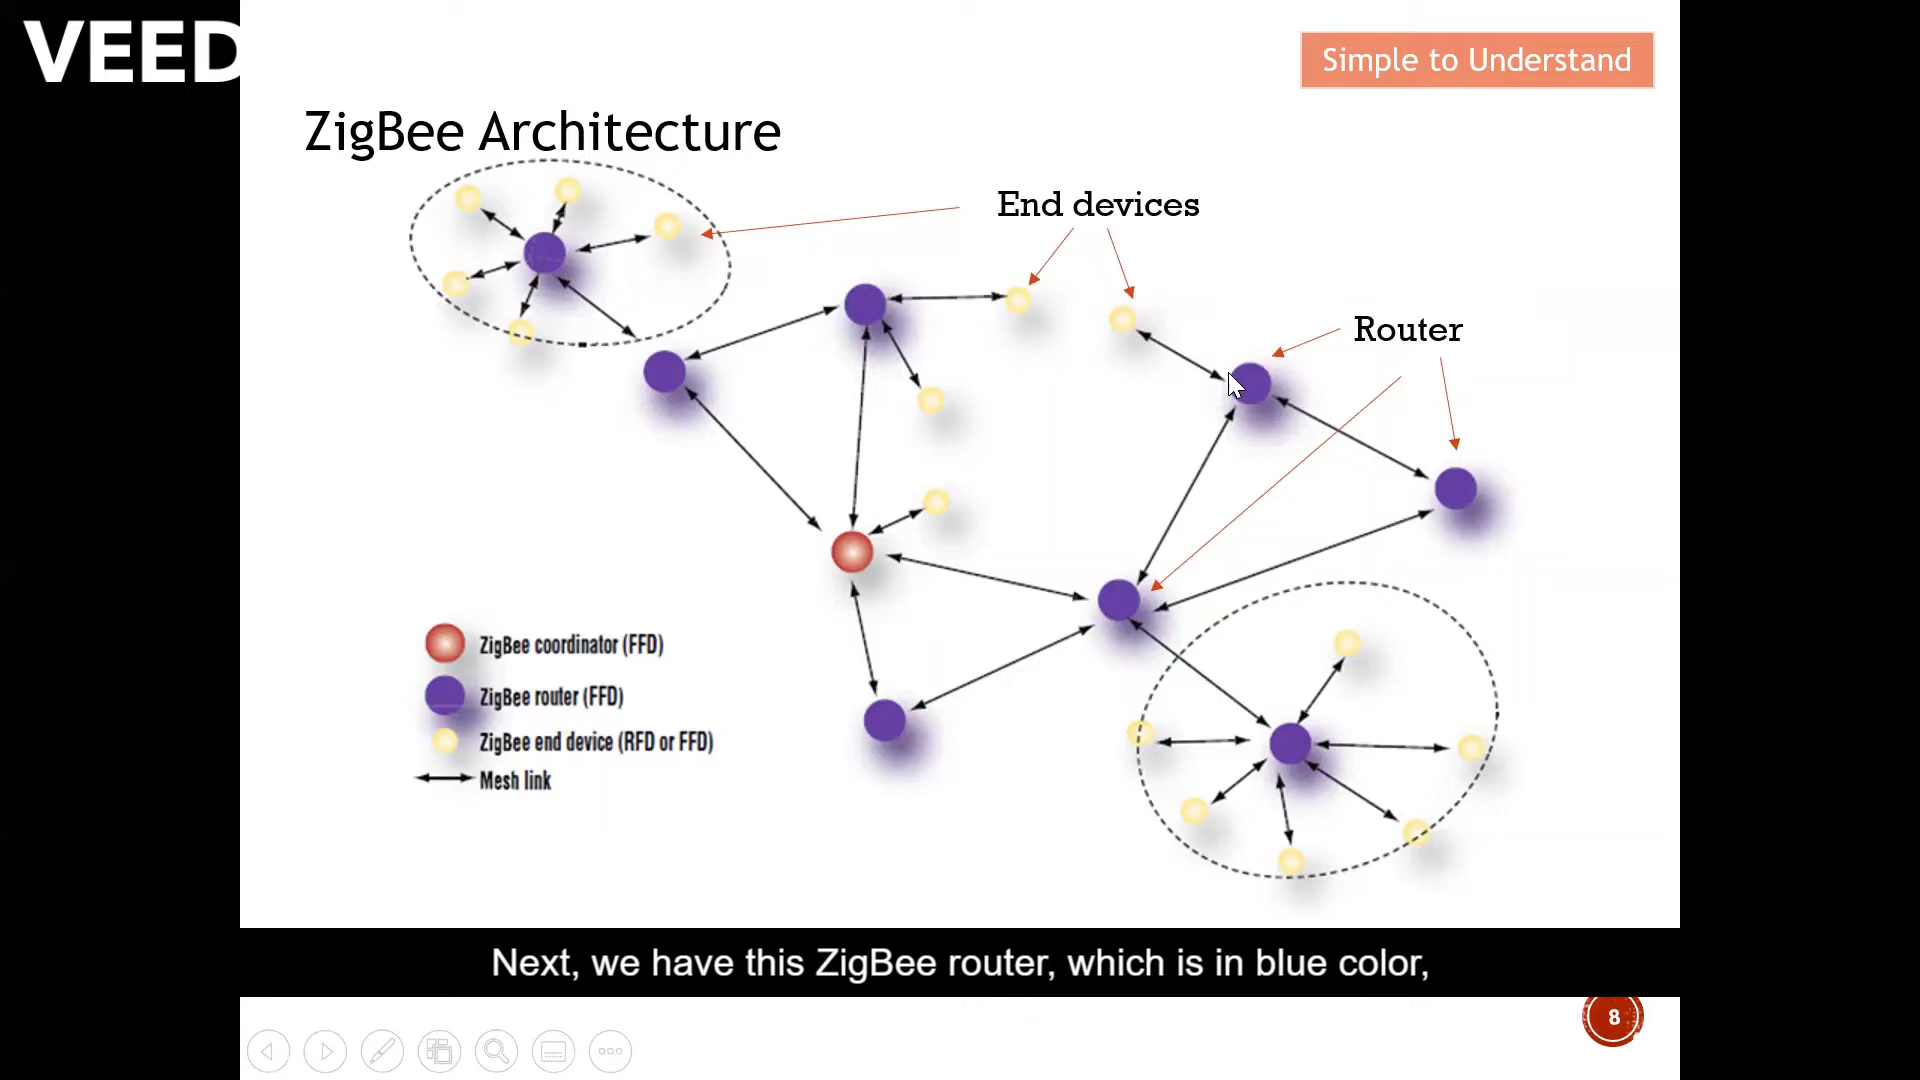 VEED
Simple to Understand
ZigBee Architecture
End devices
Router
ZigBee coordinator (FFD)
ZigBee router (FFD)
ZigBee end device (RFD or FFD)
Mesh link
Next, we have this ZigBee router, which is in blue color,
8